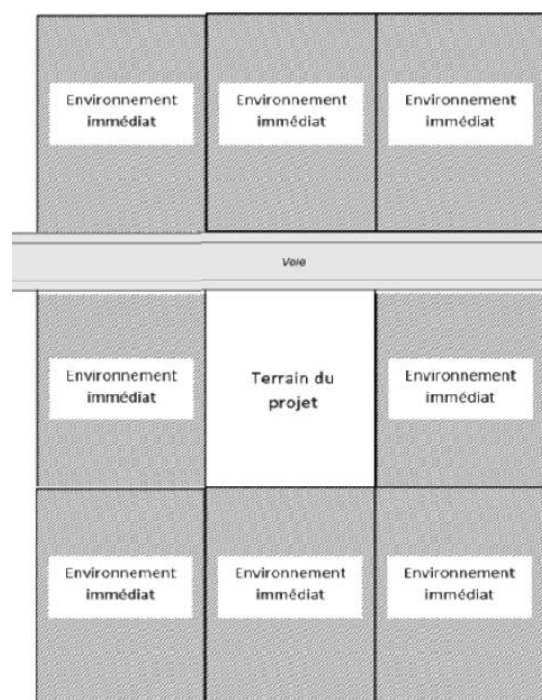 Environnement
immédiat
Environnement
immédiat
Environnement
immédiat
Voie
Environnement
immédiat
Terrain du
projet
Environnement
immédiat
Environnement
immédiat
Environnement
immédiat
Environnement
immédiat